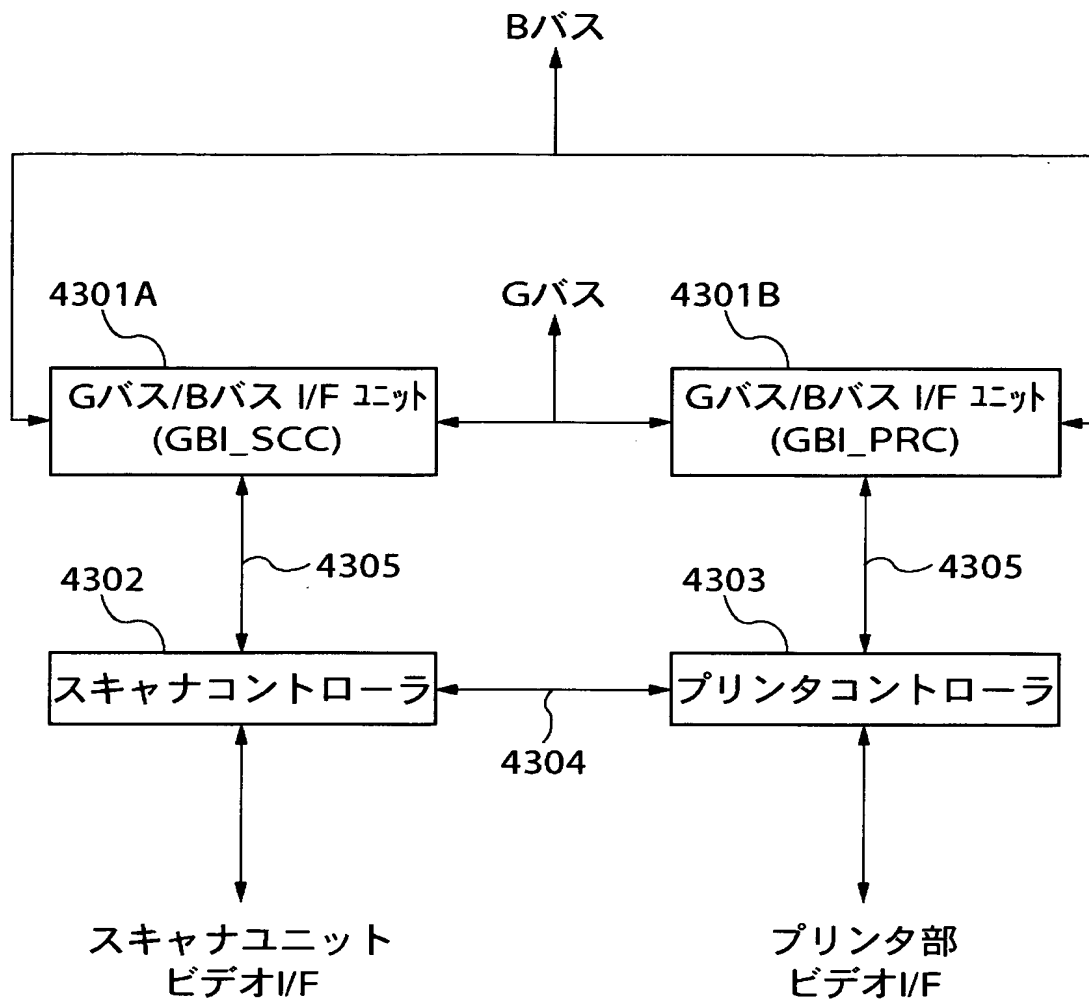 Bバス
4301A
Gバス
4301B
Gバス/Bバス I/F ユニット
(GBI_SCC)
Gバス/Bバス I/F ユニット
(GBI_PRC)
4305
4305
4302
4303
スキャナコントローラ
プリンタコントローラ
4304
スキャナユニット
ビデオI/F
プリンタ部
ビデオI/F